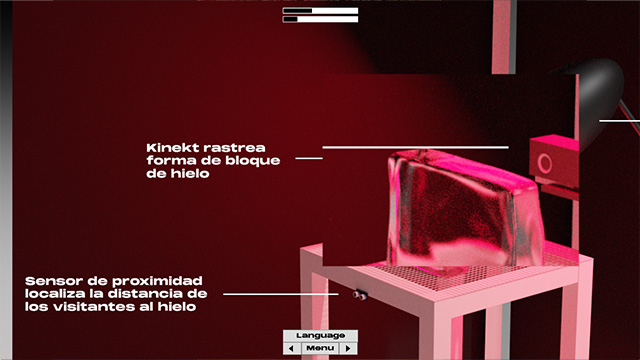 Kinekt rastrea
forma de bloque
de hielo
Sensor de proximidad
localiza la distancia de
los visitantes al hielo
Language
Menu